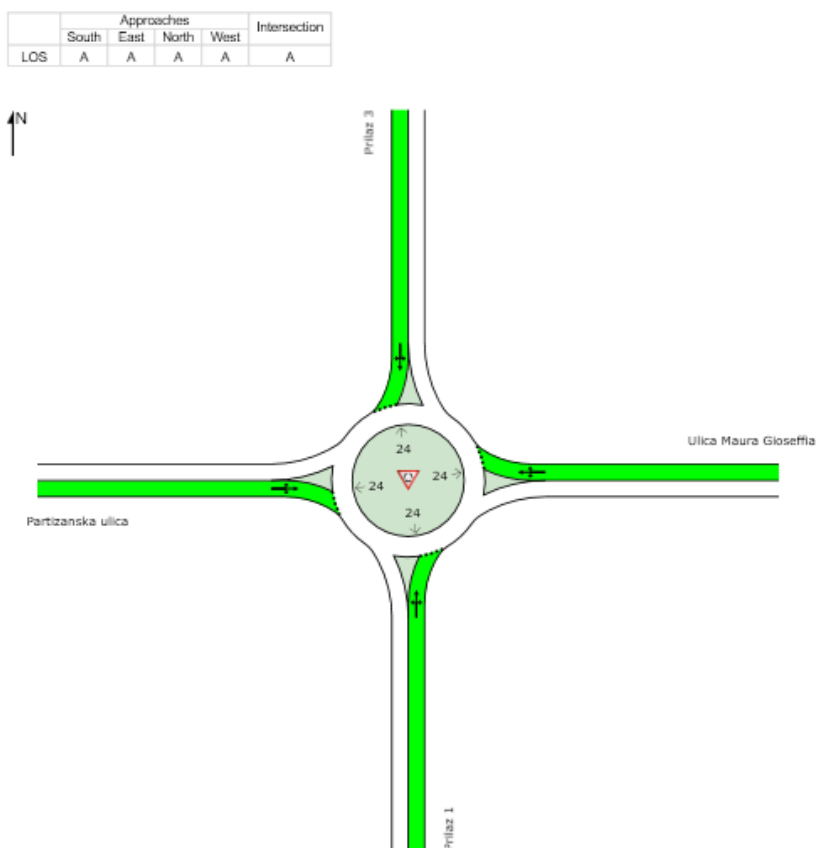 Approaches
Intersection
South East North West
LOS A A A A A
N
Prilaz 3
Ulica Maura Gioseffia
24
24
24
24
Partizanska ulica
Prilaz 1